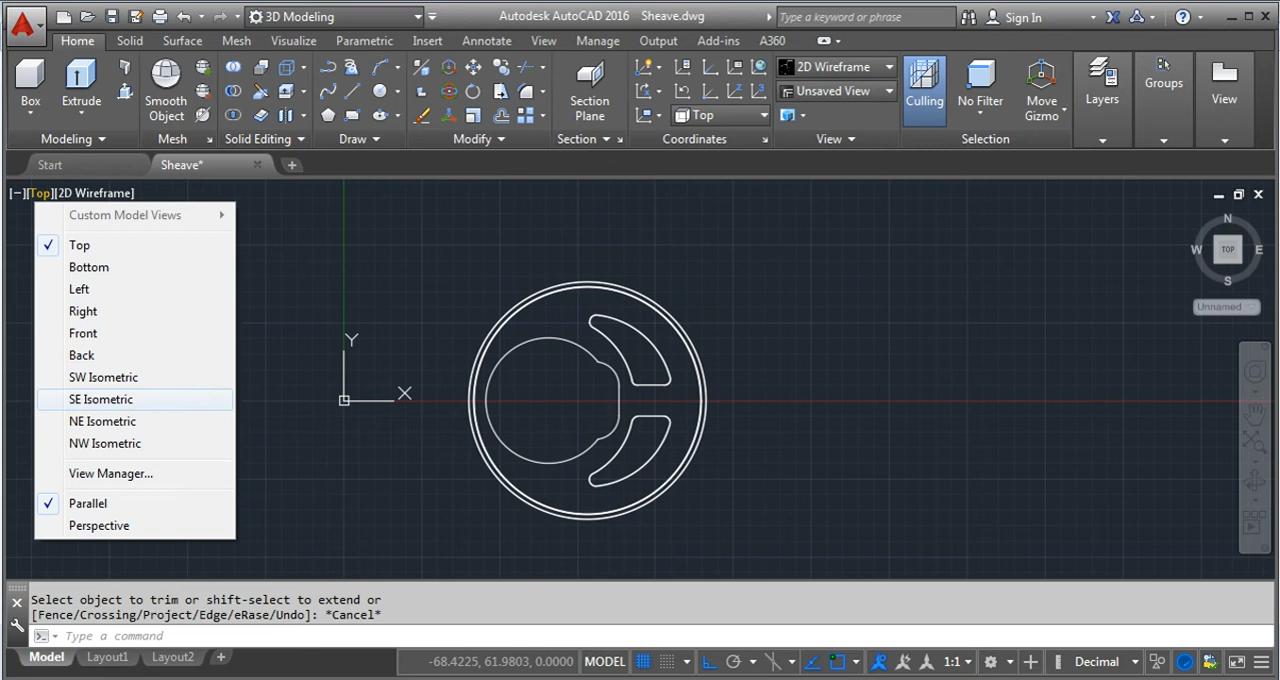 3D Modeling
Autodesk AutoCAD 2016 Sheave.dwg
Type a keyword or phrase
Sign In
Home Solid Surface Mesh Visualize Parametric Insert Annotate View Manage Output Add-ins A360
2D Wireframe
Unsaved View
Top
Box Extrude Smooth Object Section Plane Culling No Filter Move Gizmo Layers Groups View
Modeling Mesh Solid Editing Draw Modify Section Coordinates View Selection
Start Sheave*
[−][Top][2D Wireframe]
Custom Model Views
Top
Bottom
Left
Right
Front
Back
SW Isometric
SE Isometric
NE Isometric
NW Isometric
View Manager...
Parallel
Perspective
Y
X
N
W TOP E
S
Unnamed
Select object to trim or shift-select to extend or
[Fence/Crossing/Project/Edge/eRase/Undo]: *Cancel*
Type a command
Model Layout1 Layout2 +
-68.4225, 61.9803, 0.0000 MODEL 1:1 Decimal